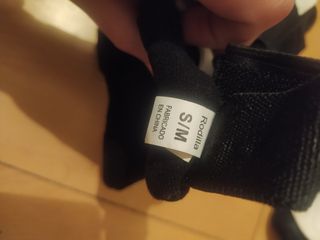 Rodilla
S/M
FABRICADO
EN CHINA